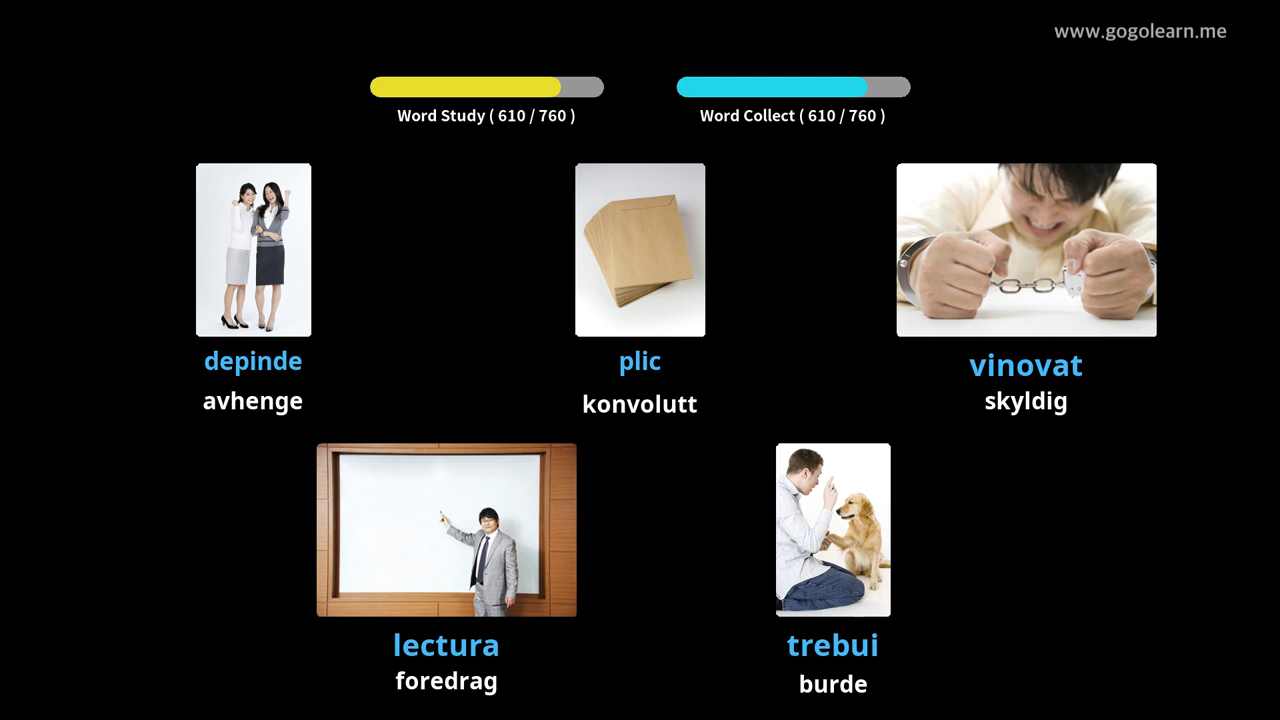 www.gogolearn.me
Word Study ( 610 / 760 )
Word Collect ( 610 / 760 )
depinde
avhenge
plic
konvolutt
vinovat
skyldig
lectura
foredrag
trebui
burde